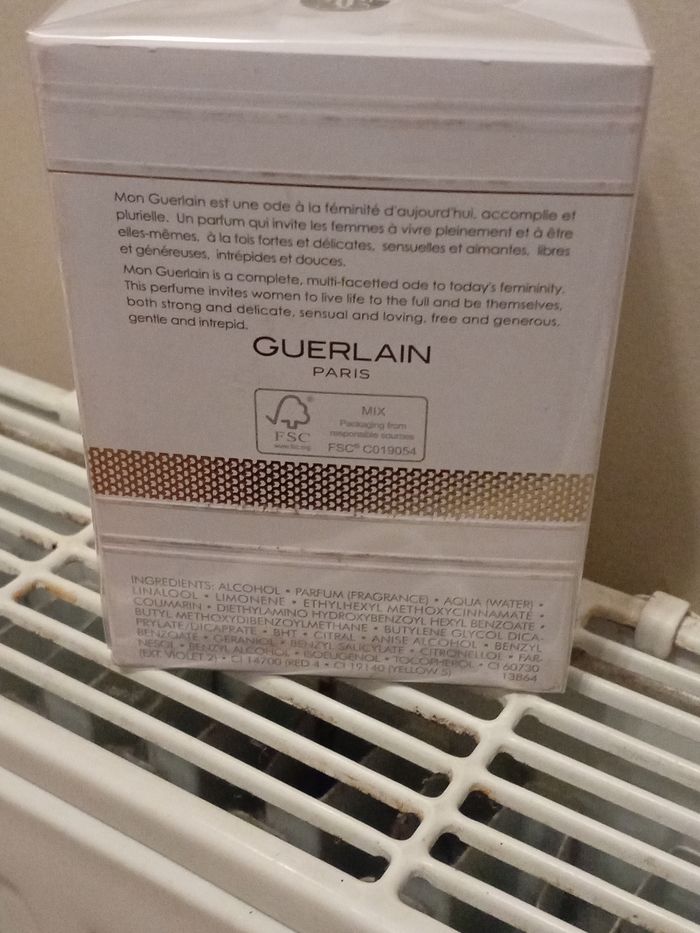 Mon Guerlain est une ode à la féminité d'aujourd'hui, accomplie et
plurielle. Un parfum qui invite les femmes à vivre pleinement et à être
elles-mêmes, à la fois fortes et délicates, sensuelles et aimantes, libres
et généreuses, intrépides et douces.
Mon Guerlain is a complete, multi-facetted ode to today's femininity.
This perfume invites women to live life to the full and be themselves,
both strong and delicate, sensual and loving, free and generous,
gentle and intrepid.
GUERLAIN
PARIS
FSC®
www.fsc.org
MIX
Packaging from
responsible sources
FSC® C019054
INGREDIENTS: ALCOHOL • PARFUM (FRAGRANCE) • AQUA (WATER) •
LINALOOL • LIMONENE • ETHYLHEXYL METHOXYCINNAMATE •
COUMARIN • DIETHYLAMINO HYDROXYBENZOYL HEXYL BENZOATE •
BUTYL METHOXYDIBENZOYLMETHANE • BUTYLENE GLYCOL DICA-
PRYLATE/DICAPRATE • BHT • CITRAL • ANISE ALCOHOL • BENZYL
BENZOATE • GERANIOL • BENZYL SALICYLATE • CITRONELLOL • FAR-
NESOL • BENZYL ALCOHOL • ISOEUGENOL • TOCOPHEROL • CI 60730
(EXT. VIOLET 2) • CI 14700 (RED 4 • CI 19140 (YELLOW 5)
13864